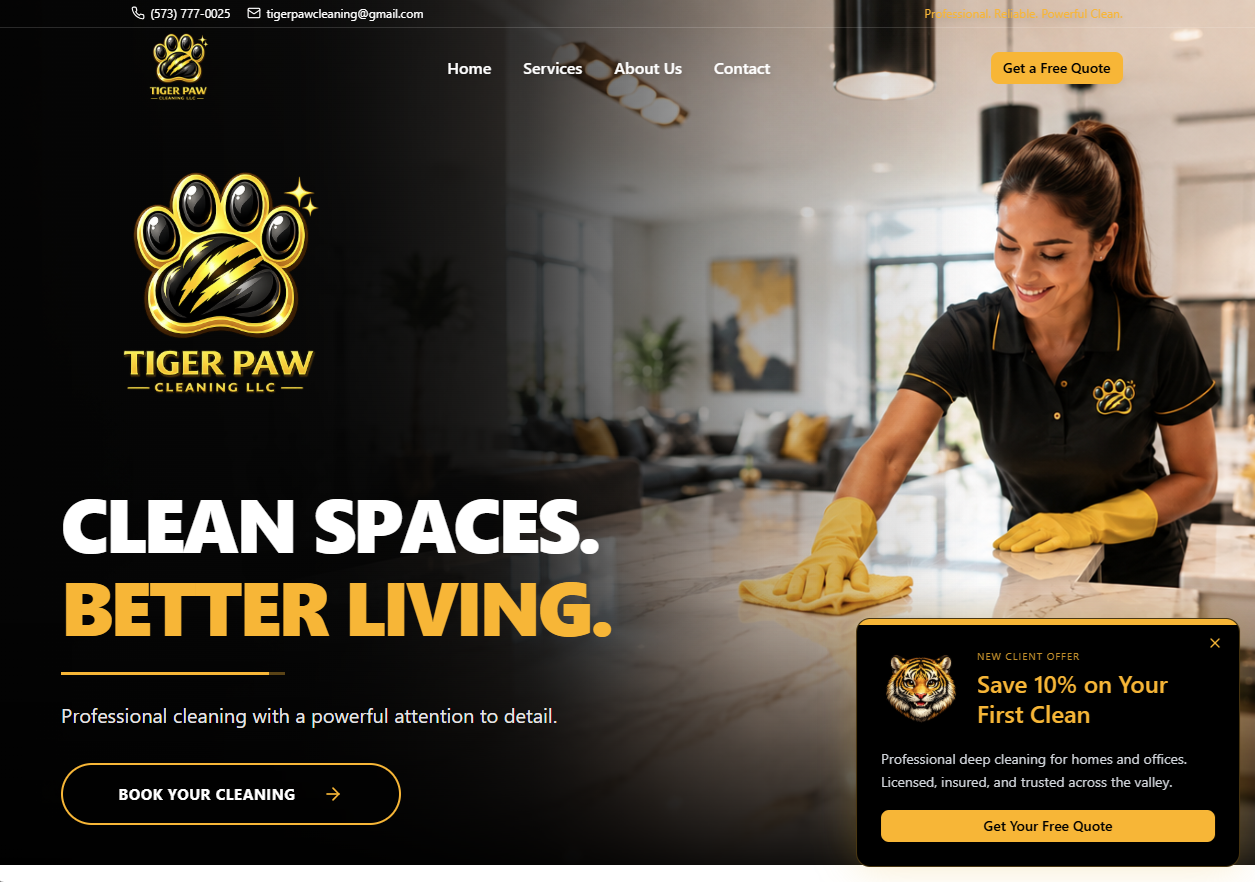 (573) 777-0025 tigerpawcleaning@gmail.com Professional. Reliable. Powerful Clean.
TIGER PAW
CLEANING LLC
Home Services About Us Contact
Get a Free Quote
TIGER PAW
CLEANING LLC
CLEAN SPACES.
BETTER LIVING.
Professional cleaning with a powerful attention to detail.
BOOK YOUR CLEANING
NEW CLIENT OFFER
Save 10% on Your
First Clean
Professional deep cleaning for homes and offices.
Licensed, insured, and trusted across the valley.
Get Your Free Quote